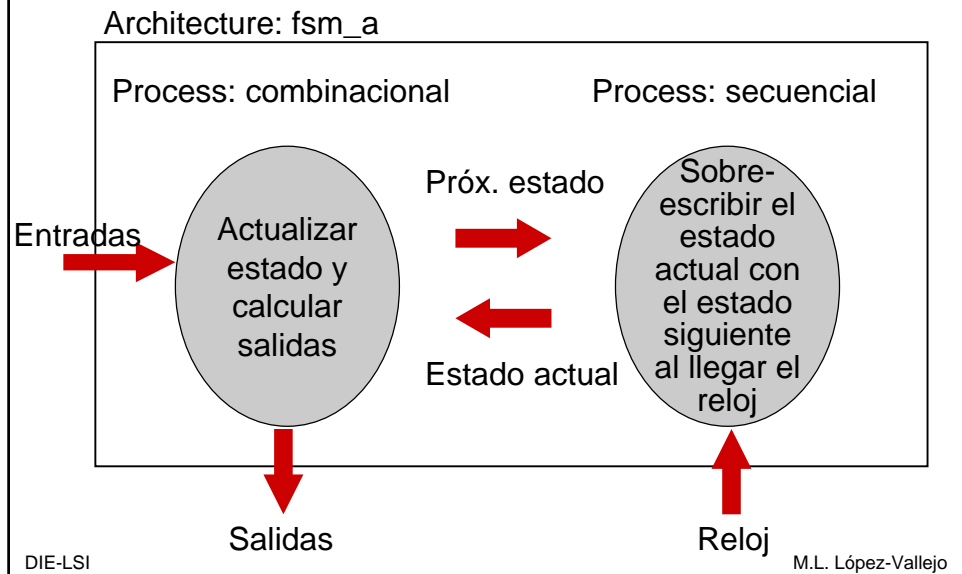 Architecture: fsm_a
Process: combinacional
Process: secuencial
Entradas
Actualizar
estado y
calcular
salidas
Próx. estado
Estado actual
Sobre-
escribir el
estado
actual con
el estado
siguiente
al llegar el
reloj
Salidas
Reloj
DIE-LSI
M.L. López-Vallejo